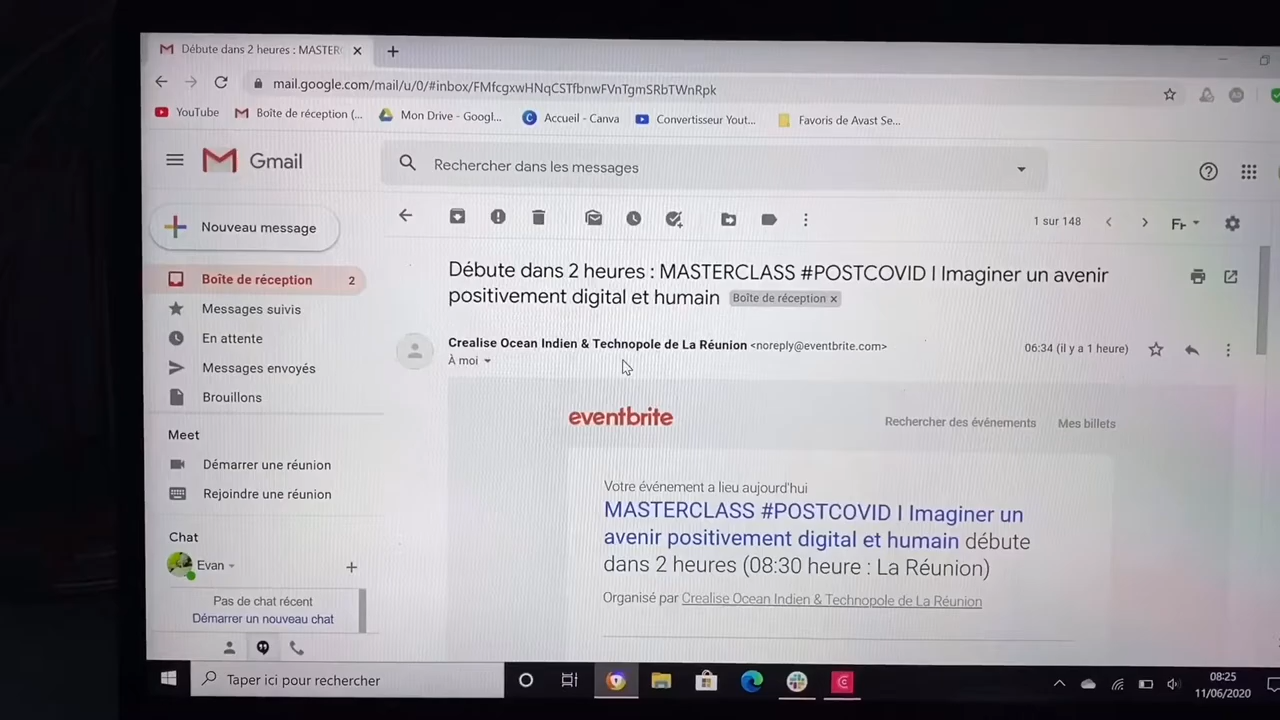 Débute dans 2 heures : MASTER
mail.google.com/mail/u/0/#inbox/FMfcgxwHNqCSTfbnwFVnTgmSRbTWnRpk
YouTube
Boîte de réception (...
Mon Drive - Googl...
Accueil - Canva
Convertisseur Yout...
Favoris de Avast Se...
Gmail
Rechercher dans les messages
Nouveau message
1 sur 148
Boîte de réception 2
Messages suivis
En attente
Messages envoyés
Brouillons
Meet
Démarrer une réunion
Rejoindre une réunion
Chat
Evan
Pas de chat récent
Démarrer un nouveau chat
Débute dans 2 heures : MASTERCLASS #POSTCOVID I Imaginer un avenir
positivement digital et humain Boîte de réception x
Crealise Ocean Indien & Technopole de La Réunion <noreply@eventbrite.com>
06:34 (il y a 1 heure)
À moi
eventbrite
Rechercher des événements
Mes billets
Votre événement a lieu aujourd'hui
MASTERCLASS #POSTCOVID I Imaginer un
avenir positivement digital et humain débute
dans 2 heures (08:30 heure : La Réunion)
Organisé par Crealise Ocean Indien & Technopole de La Réunion
Taper ici pour rechercher
08:25
11/06/2020